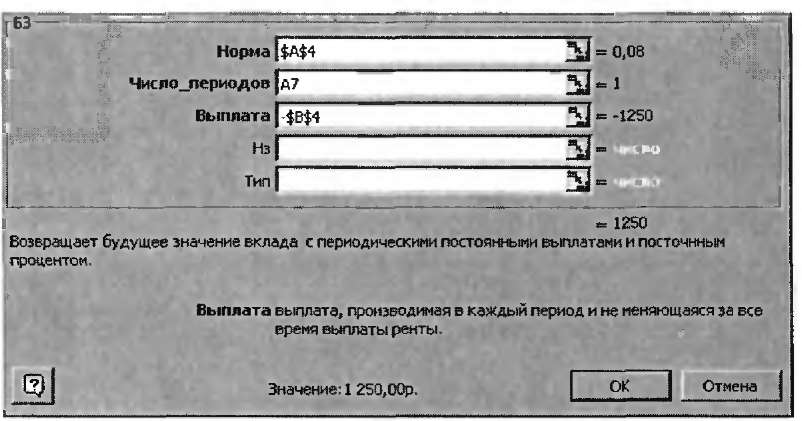 БЗ
Норма $A$4 = 0,08
Число_периодов A7 = 1
Выплата -$B$4 = -1250
Нз = число
Тип = число
= 1250
Возвращает будущее значение вклада с периодическими постоянными выплатами и посточнным
процентом.
Выплата выплата, производимая в каждый период и не меняющаяся за все
время выплаты ренты.
Значение: 1 250,00р.
OK
Отмена